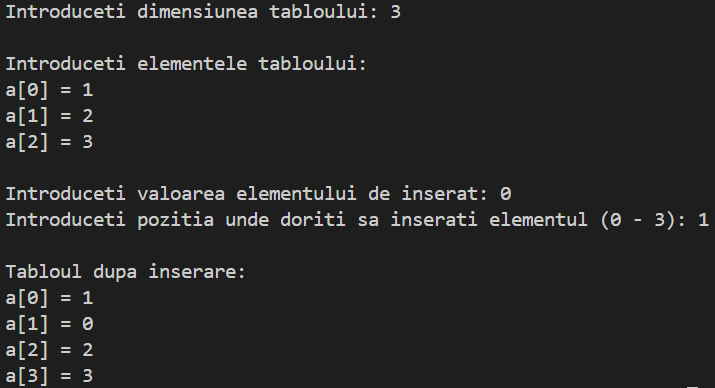 Introduceti dimensiunea tabloului: 3
Introduceti elementele tabloului:
a[0] = 1
a[1] = 2
a[2] = 3
Introduceti valoarea elementului de inserat: 0
Introduceti pozitia unde doriti sa inserati elementul (0 - 3): 1
Tabloul dupa inserare:
a[0] = 1
a[1] = 0
a[2] = 2
a[3] = 3